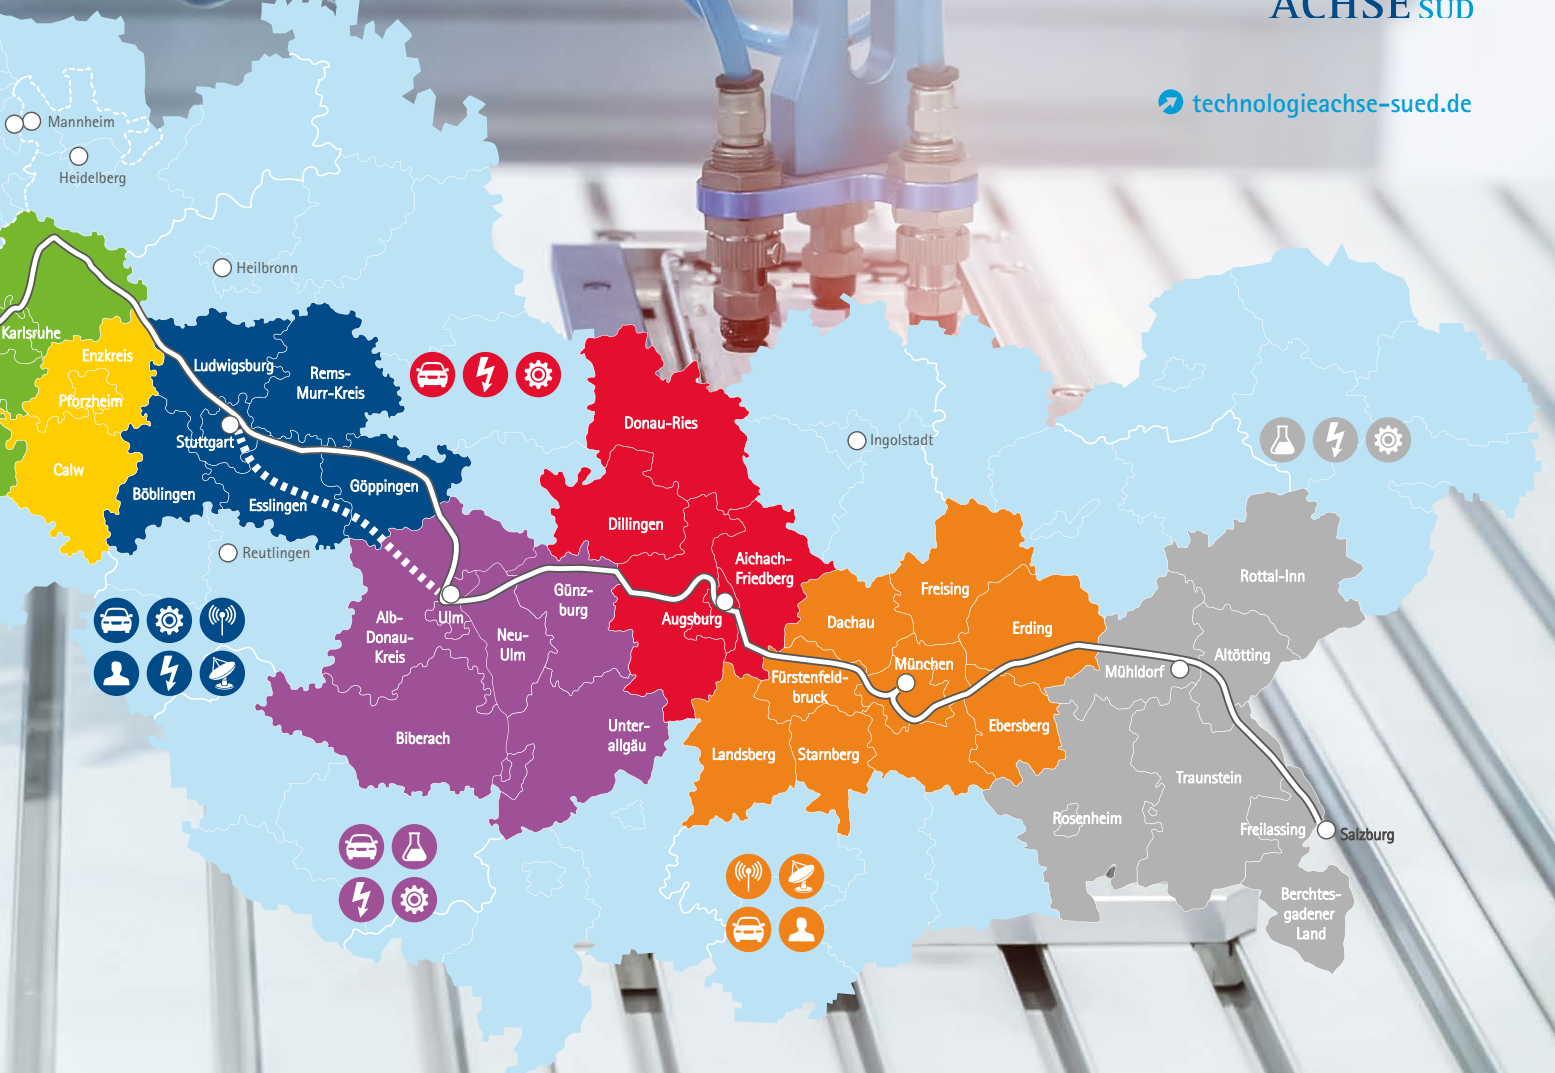 ACHSE SÜD
technologieachse-sued.de
Mannheim
Heidelberg
Heilbronn
Karlsruhe
Enzkreis
Pforzheim
Calw
Ludwigsburg
Rems-
Murr-Kreis
Stuttgart
Böblingen
Esslingen
Göppingen
Reutlingen
Donau-Ries
Dillingen
Aichach-
Friedberg
Augsburg
Ingolstadt
Günz-
burg
Alb-
Donau-
Kreis
Ulm
Neu-
Ulm
Biberach
Unter-
allgäu
Dachau
Freising
Erding
München
Fürstenfeld-
bruck
Landsberg
Starnberg
Ebersberg
Rottal-Inn
Altötting
Mühldorf
Traunstein
Rosenheim
Freilassing
Salzburg
Berchtes-
gadener
Land